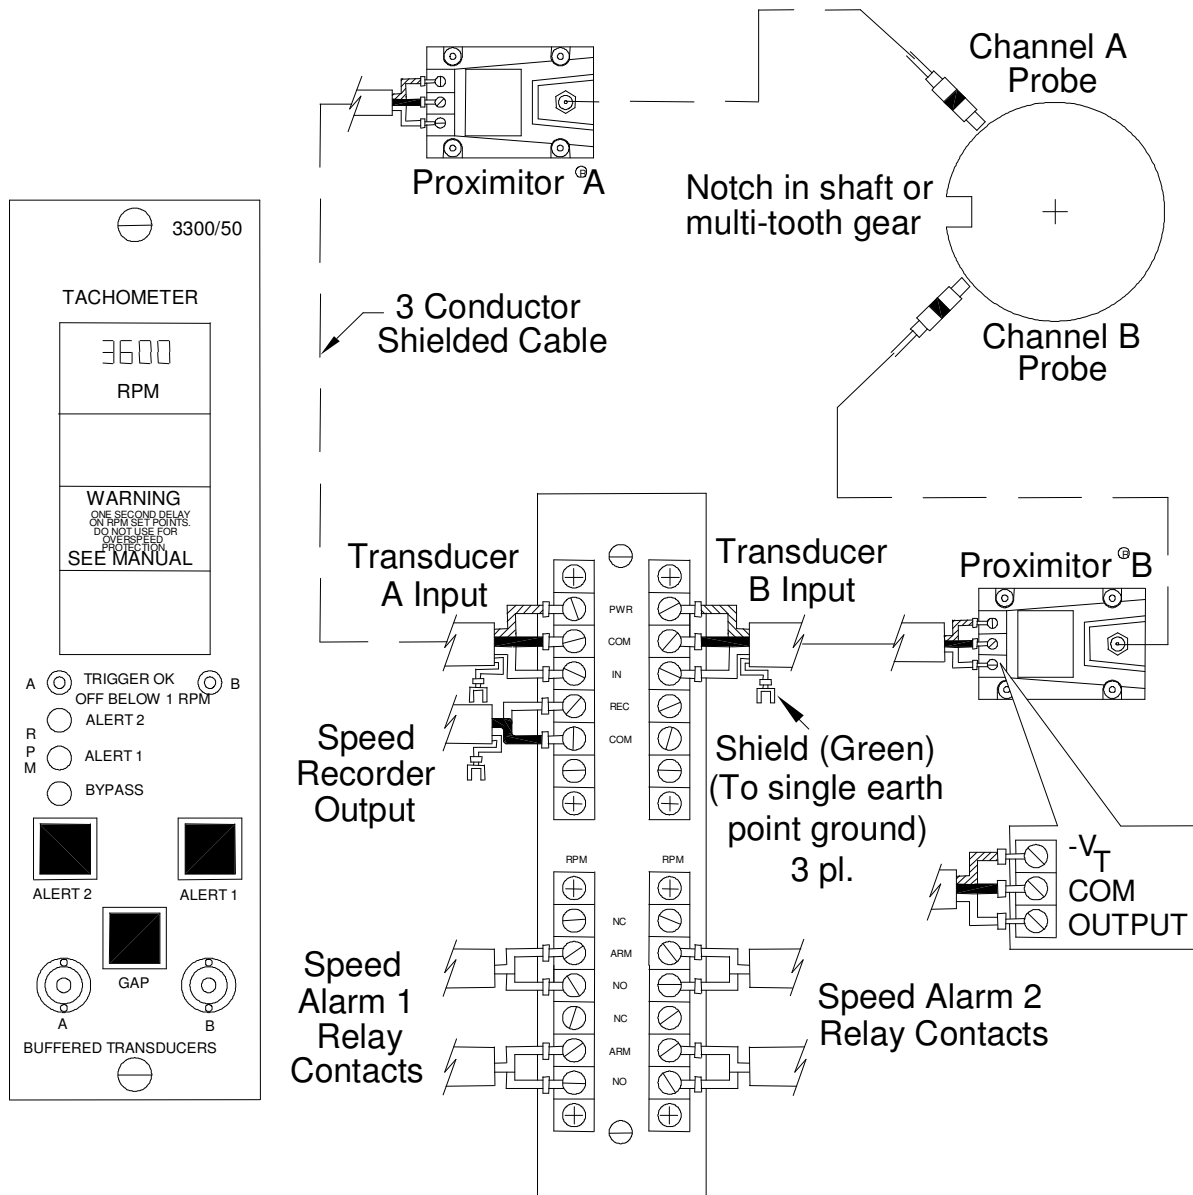 Channel A
Probe
Proximitor ®A
Notch in shaft or
multi-tooth gear
3300/50
TACHOMETER
3600
RPM
3 Conductor
Shielded Cable
Channel B
Probe
WARNING
ONE SECOND DELAY
ON RPM SET POINTS.
DO NOT USE FOR
OVERSPEED
PROTECTION
SEE MANUAL
Transducer
A Input
Transducer
B Input
Proximitor ®B
PWR
COM
IN
REC
COM
A
TRIGGER OK
B
OFF BELOW 1 RPM
ALERT 2
RPM
ALERT 1
BYPASS
Speed
Recorder
Output
Shield (Green)
(To single earth
point ground)
3 pl.
-VT
COM
OUTPUT
ALERT 2
ALERT 1
GAP
A
B
BUFFERED TRANSDUCERS
RPM
RPM
NC
ARM
NO
NC
ARM
NO
Speed
Alarm 1
Relay
Contacts
Speed Alarm 2
Relay Contacts